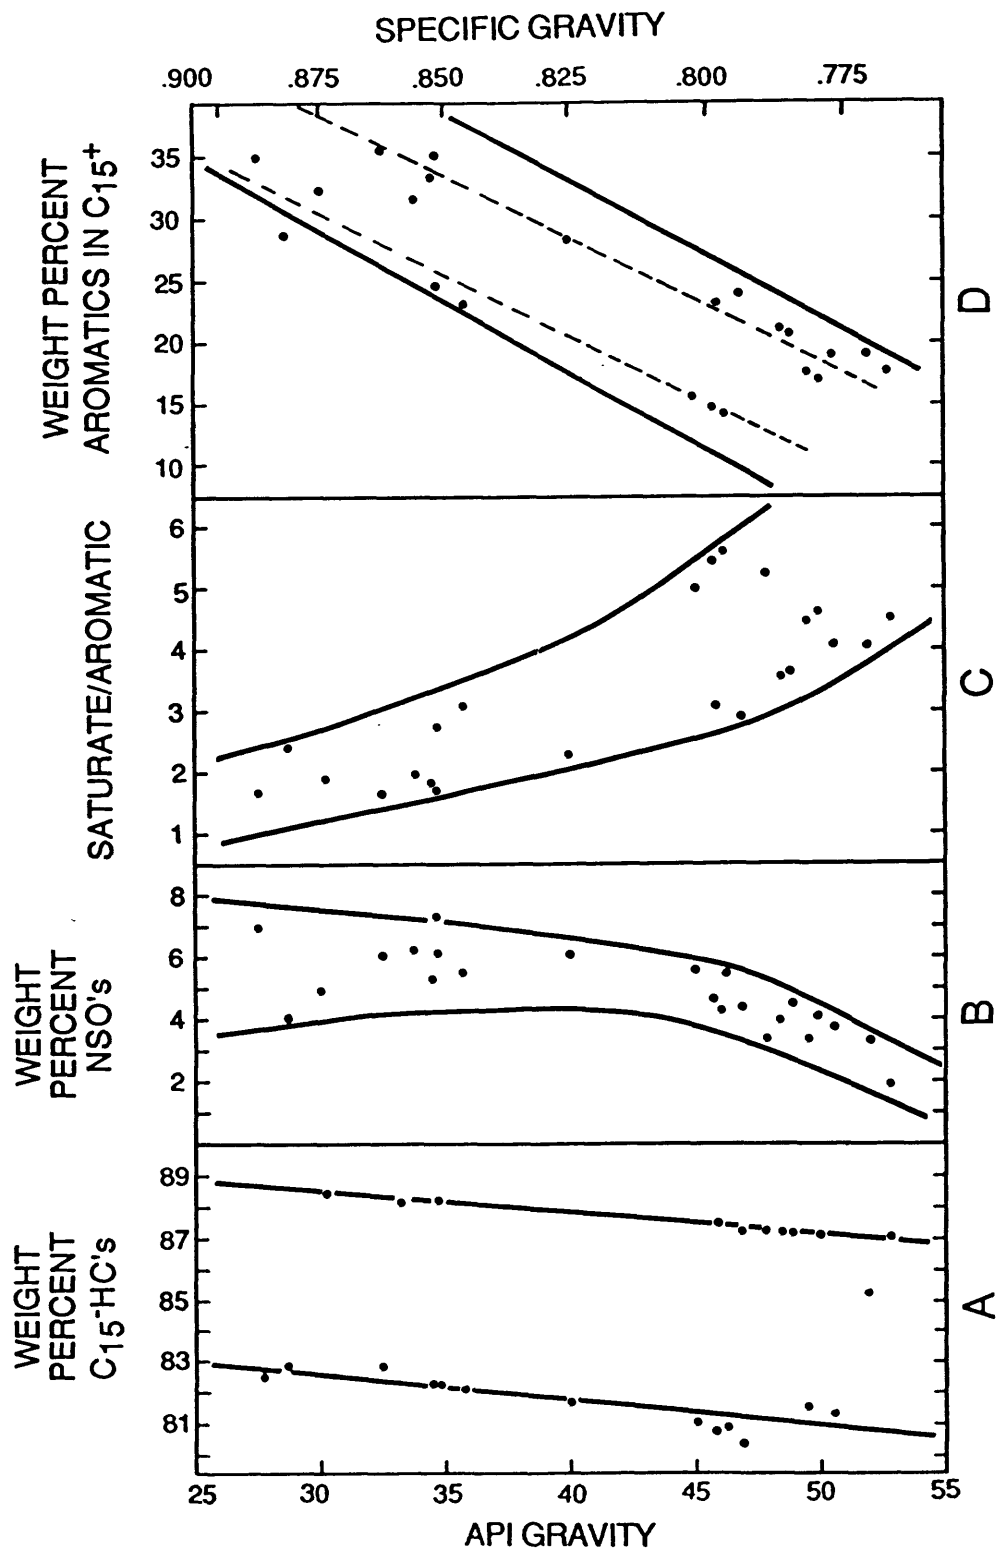 SPECIFIC GRAVITY
.900 .875 .850 .825 .800 .775
WEIGHT PERCENT
AROMATICS IN C15+
35
30
25
20
15
10
D
SATURATE/AROMATIC
6
5
4
3
2
1
C
WEIGHT
PERCENT
NSO's
8
6
4
2
B
WEIGHT
PERCENT
C15-HC's
89
87
85
83
81
A
25 30 35 40 45 50 55
API GRAVITY